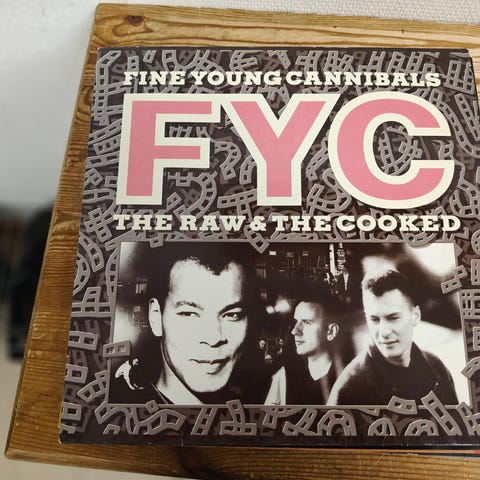 FINE YOUNG CANNIBALS
FYC
THE RAW & THE COOKED